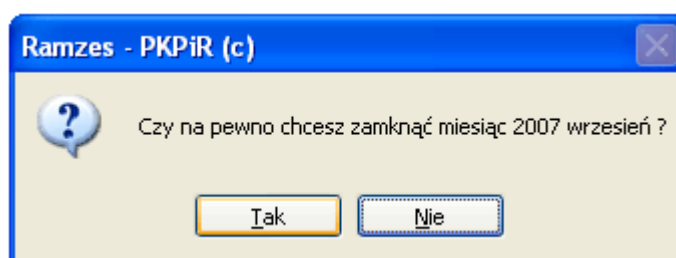 Ramzes - PKPiR (c)
Czy na pewno chcesz zamknąć miesiąc 2007 wrzesień ?
Tak Nie